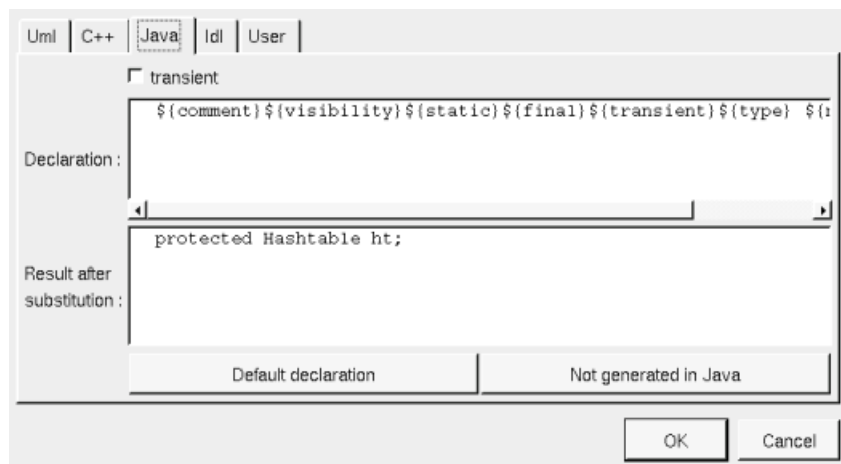 Uml C++ Java Idl User
transient
Declaration :
${comment}${visibility}${static}${final}${transient}${type} ${
Result after
substitution :
protected Hashtable ht;
Default declaration Not generated in Java
OK Cancel